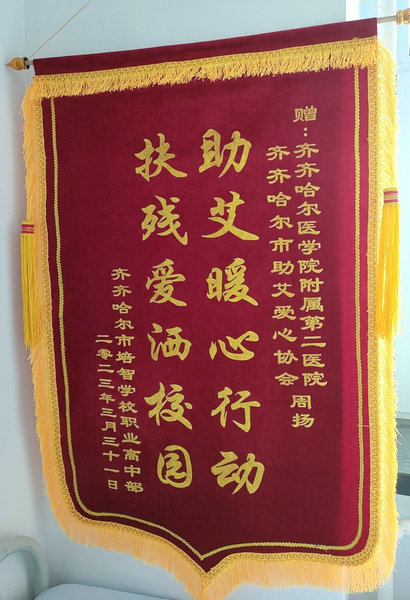 赠：齐齐哈尔医学院附属第二医院
齐齐哈尔市助艾爱心协会 周扬
助艾暖心行动
扶残爱洒校园
齐齐哈尔市培智学校职业高中部
二零二三年三月三十一日